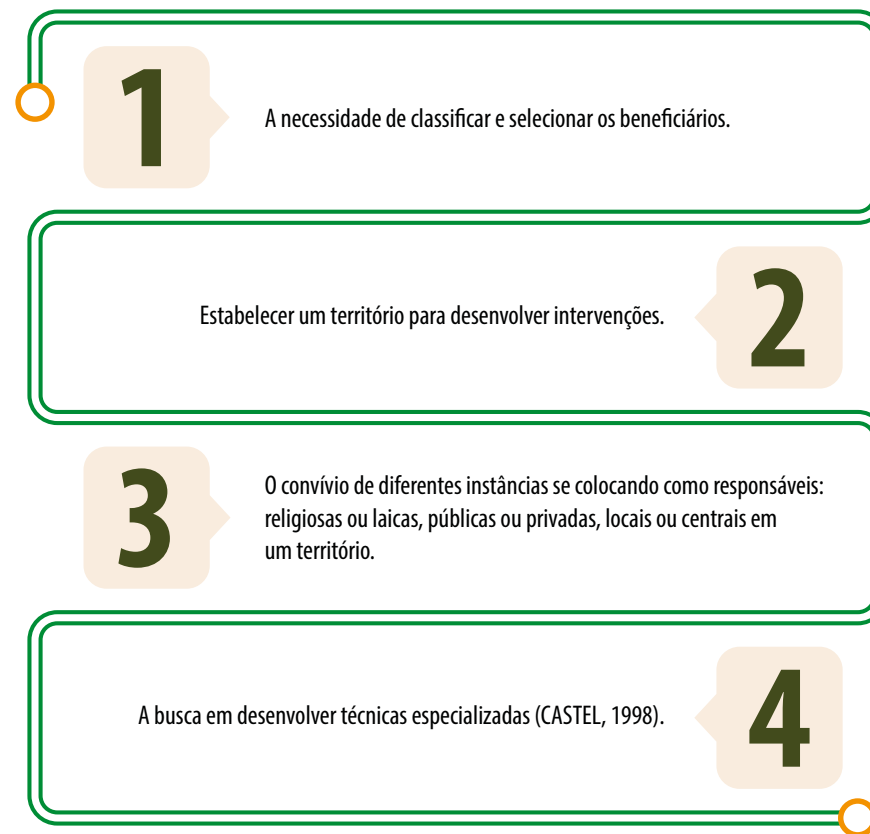 1
A necessidade de classificar e selecionar os beneficiários.
Estabelecer um território para desenvolver intervenções.
2
3
O convívio de diferentes instâncias se colocando como responsáveis:
religiosas ou laicas, públicas ou privadas, locais ou centrais em
um território.
A busca em desenvolver técnicas especializadas (CASTEL, 1998).
4